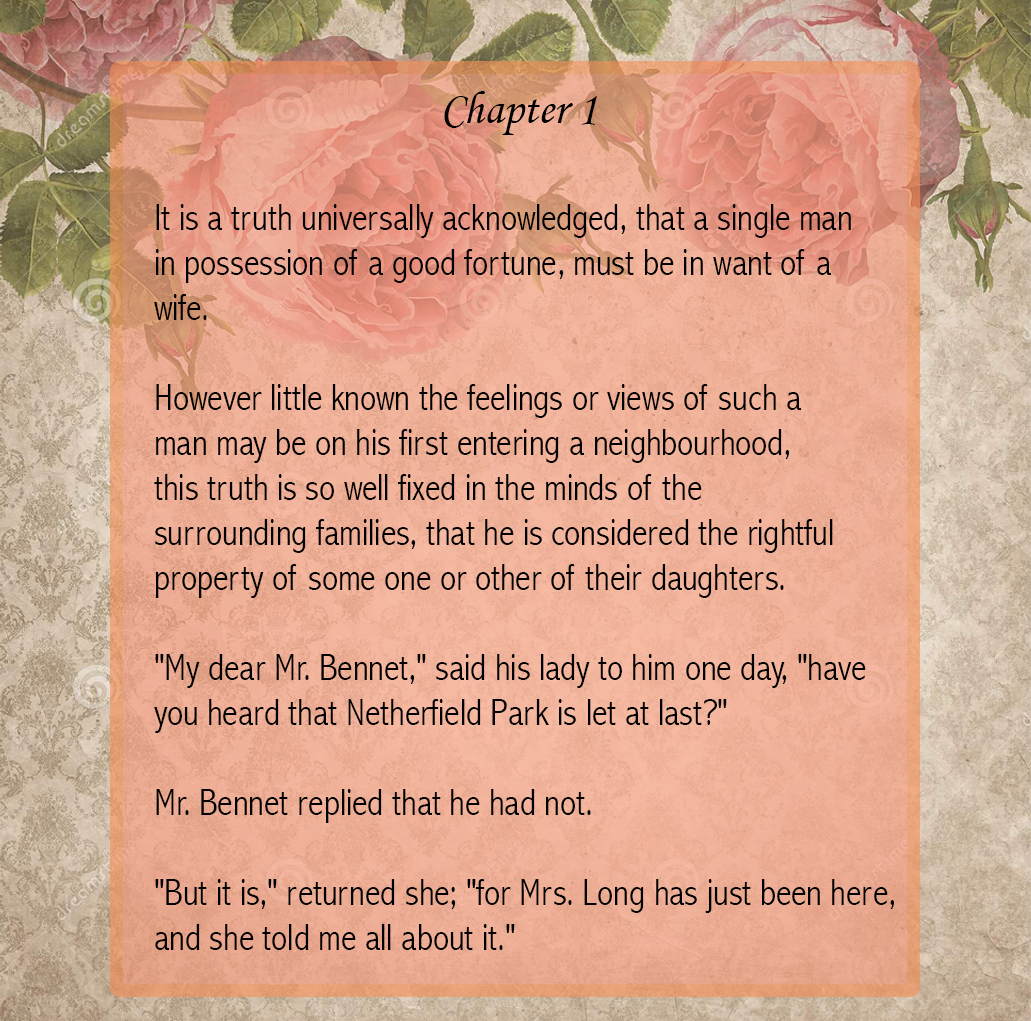 Chapter 1
It is a truth universally acknowledged, that a single man
in possession of a good fortune, must be in want of a
wife.
However little known the feelings or views of such a
man may be on his first entering a neighbourhood,
this truth is so well fixed in the minds of the
surrounding families, that he is considered the rightful
property of some one or other of their daughters.
"My dear Mr. Bennet," said his lady to him one day, "have
you heard that Netherfield Park is let at last?"
Mr. Bennet replied that he had not.
"But it is," returned she; "for Mrs. Long has just been here,
and she told me all about it."